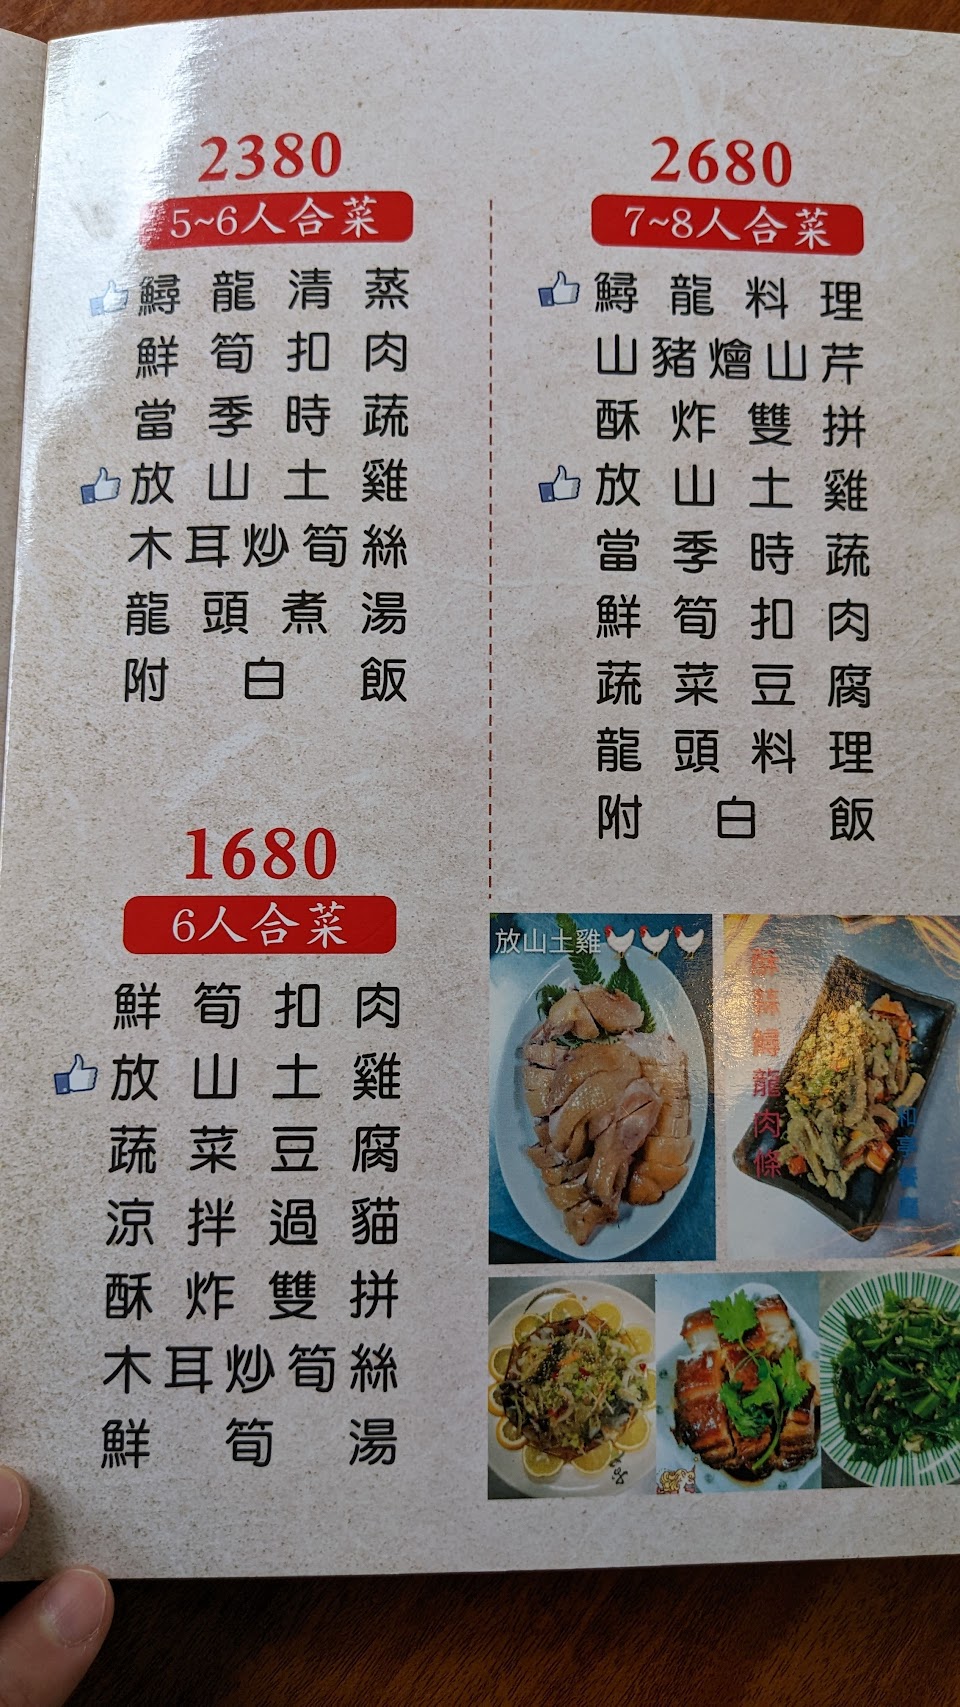 2380
5~6人合菜
鱘龍清蒸
鮮筍扣肉
當季時蔬
放山土雞
木耳炒筍絲
龍頭煮湯
附白飯
1680
6人合菜
鮮筍扣肉
放山土雞
蔬菜豆腐
涼拌過貓
酥炸雙拼
木耳炒筍絲
鮮筍湯
2680
7~8人合菜
鱘龍料理
山豬燴山芹
酥炸雙拼
放山土雞
當季時蔬
鮮筍扣肉
蔬菜豆腐
龍頭料理
附白飯
放山土雞
酥蒜鱘龍肉條
和亭